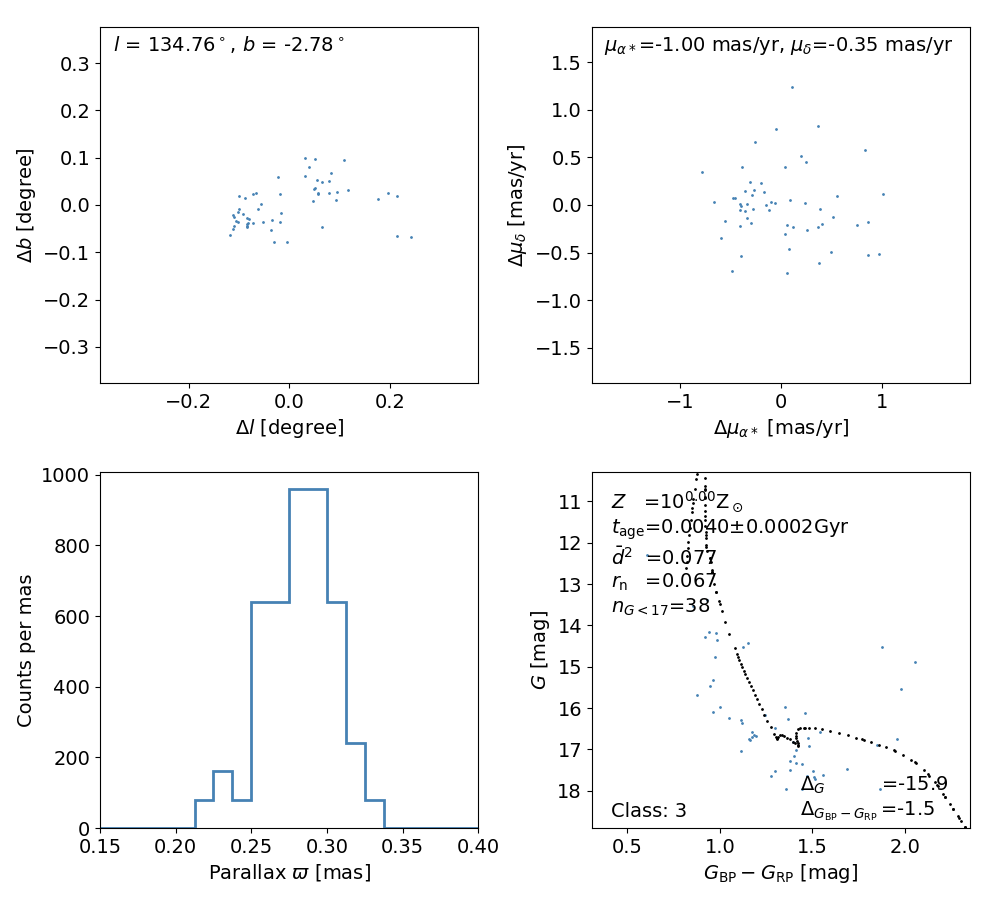 l = 134.76°, b = -2.78°
0.3
0.2
0.1
0.0
−0.1
−0.2
−0.3
Δb [degree]
−0.2
0.0
0.2
Δl [degree]
μα*=-1.00 mas/yr, μδ=-0.35 mas/yr
1.5
1.0
0.5
0.0
−0.5
−1.0
−1.5
Δμδ [mas/yr]
−1
0
1
Δμα* [mas/yr]
1000
800
600
400
200
0
Counts per mas
0.15
0.20
0.25
0.30
0.35
0.40
Parallax ϖ [mas]
Z =10^0.00 Z⊙
t_age=0.0040±0.0002Gyr
d̄² =0.077
r_n =0.067
n_G<17=38
Δ_G =-15.9
Class: 3
Δ_GBP−GRP=-1.5
11
12
13
14
15
16
17
18
G [mag]
0.5
1.0
1.5
2.0
G_BP − G_RP [mag]